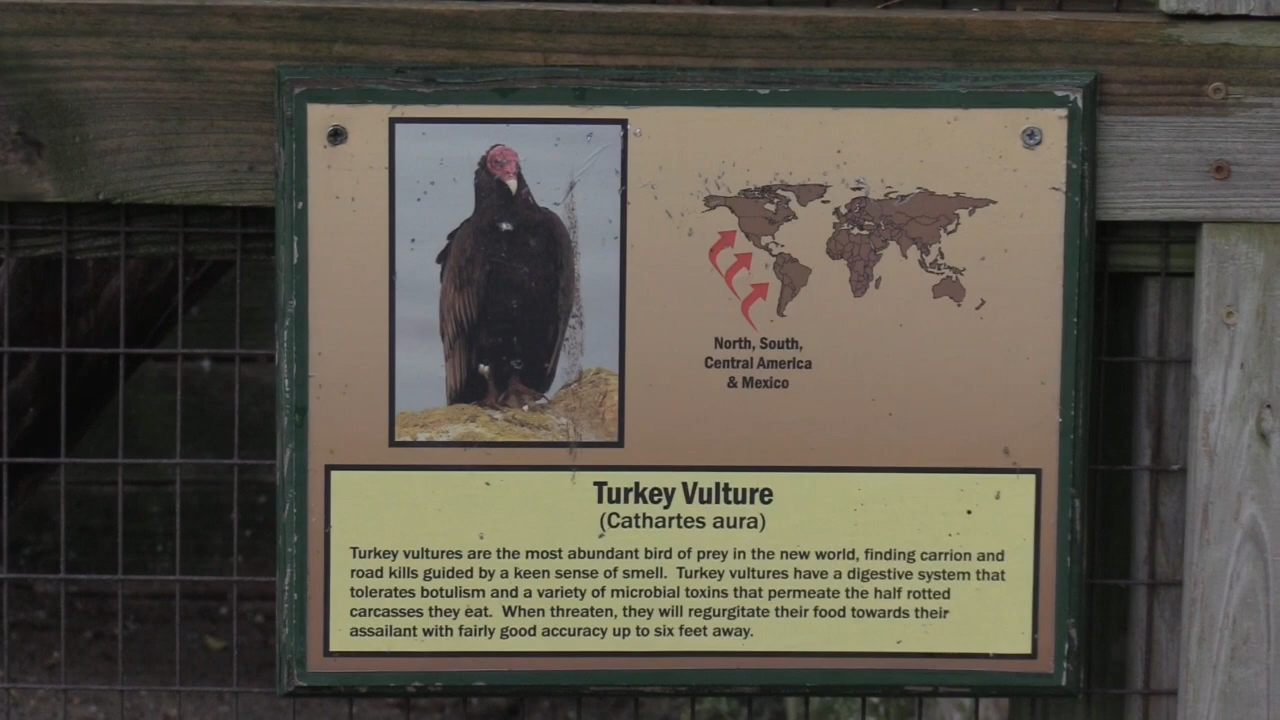 North, South,
Central America
& Mexico
Turkey Vulture
(Cathartes aura)
Turkey vultures are the most abundant bird of prey in the new world, finding carrion and
road kills guided by a keen sense of smell.  Turkey vultures have a digestive system that
tolerates botulism and a variety of microbial toxins that permeate the half rotted
carcasses they eat.  When threaten, they will regurgitate their food towards their
assailant with fairly good accuracy up to six feet away.